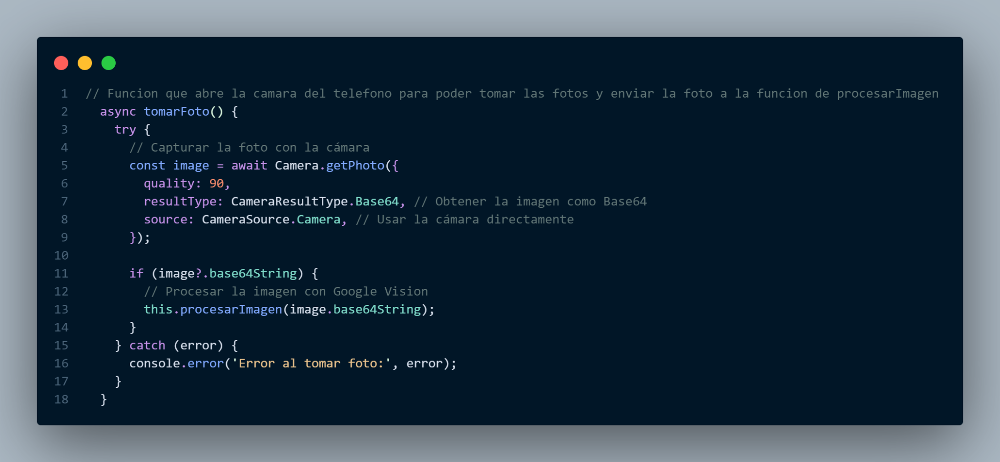 1 // Funcion que abre la camara del telefono para poder tomar las fotos y enviar la foto a la funcion de procesarImagen
2   async tomarFoto() {
3     try {
4       // Capturar la foto con la cámara
5       const image = await Camera.getPhoto({
6         quality: 90,
7         resultType: CameraResultType.Base64, // Obtener la imagen como Base64
8         source: CameraSource.Camera, // Usar la cámara directamente
9       });
10
11       if (image?.base64String) {
12         // Procesar la imagen con Google Vision
13         this.procesarImagen(image.base64String);
14       }
15     } catch (error) {
16       console.error('Error al tomar foto:', error);
17     }
18   }